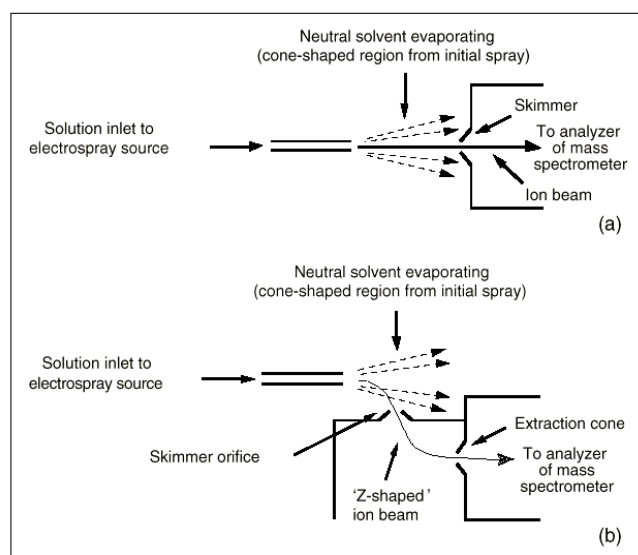 Neutral solvent evaporating
(cone-shaped region from initial spray)
Skimmer
Solution inlet to
electrospray source
To analyzer
of mass
spectrometer
Ion beam
(a)
Neutral solvent evaporating
(cone-shaped region from initial spray)
Solution inlet to
electrospray source
Extraction cone
Skimmer orifice
To analyzer
of mass
spectrometer
'Z-shaped'
ion beam
(b)